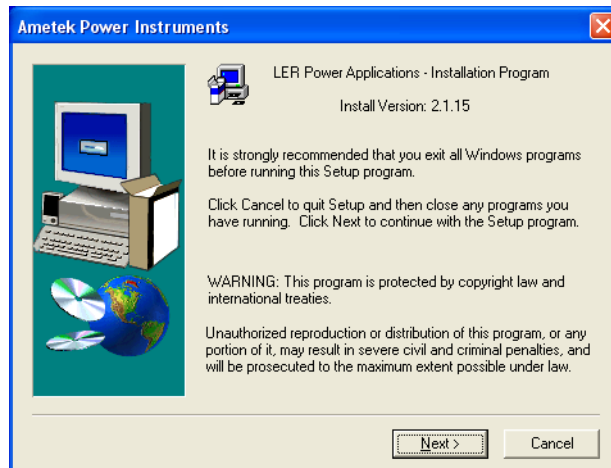 Ametek Power Instruments
LER Power Applications - Installation Program
Install Version: 2.1.15
It is strongly recommended that you exit all Windows programs
before running this Setup program.
Click Cancel to quit Setup and then close any programs you
have running. Click Next to continue with the Setup program.
WARNING: This program is protected by copyright law and
international treaties.
Unauthorized reproduction or distribution of this program, or any
portion of it, may result in severe civil and criminal penalties, and
will be prosecuted to the maximum extent possible under law.
Next >
Cancel